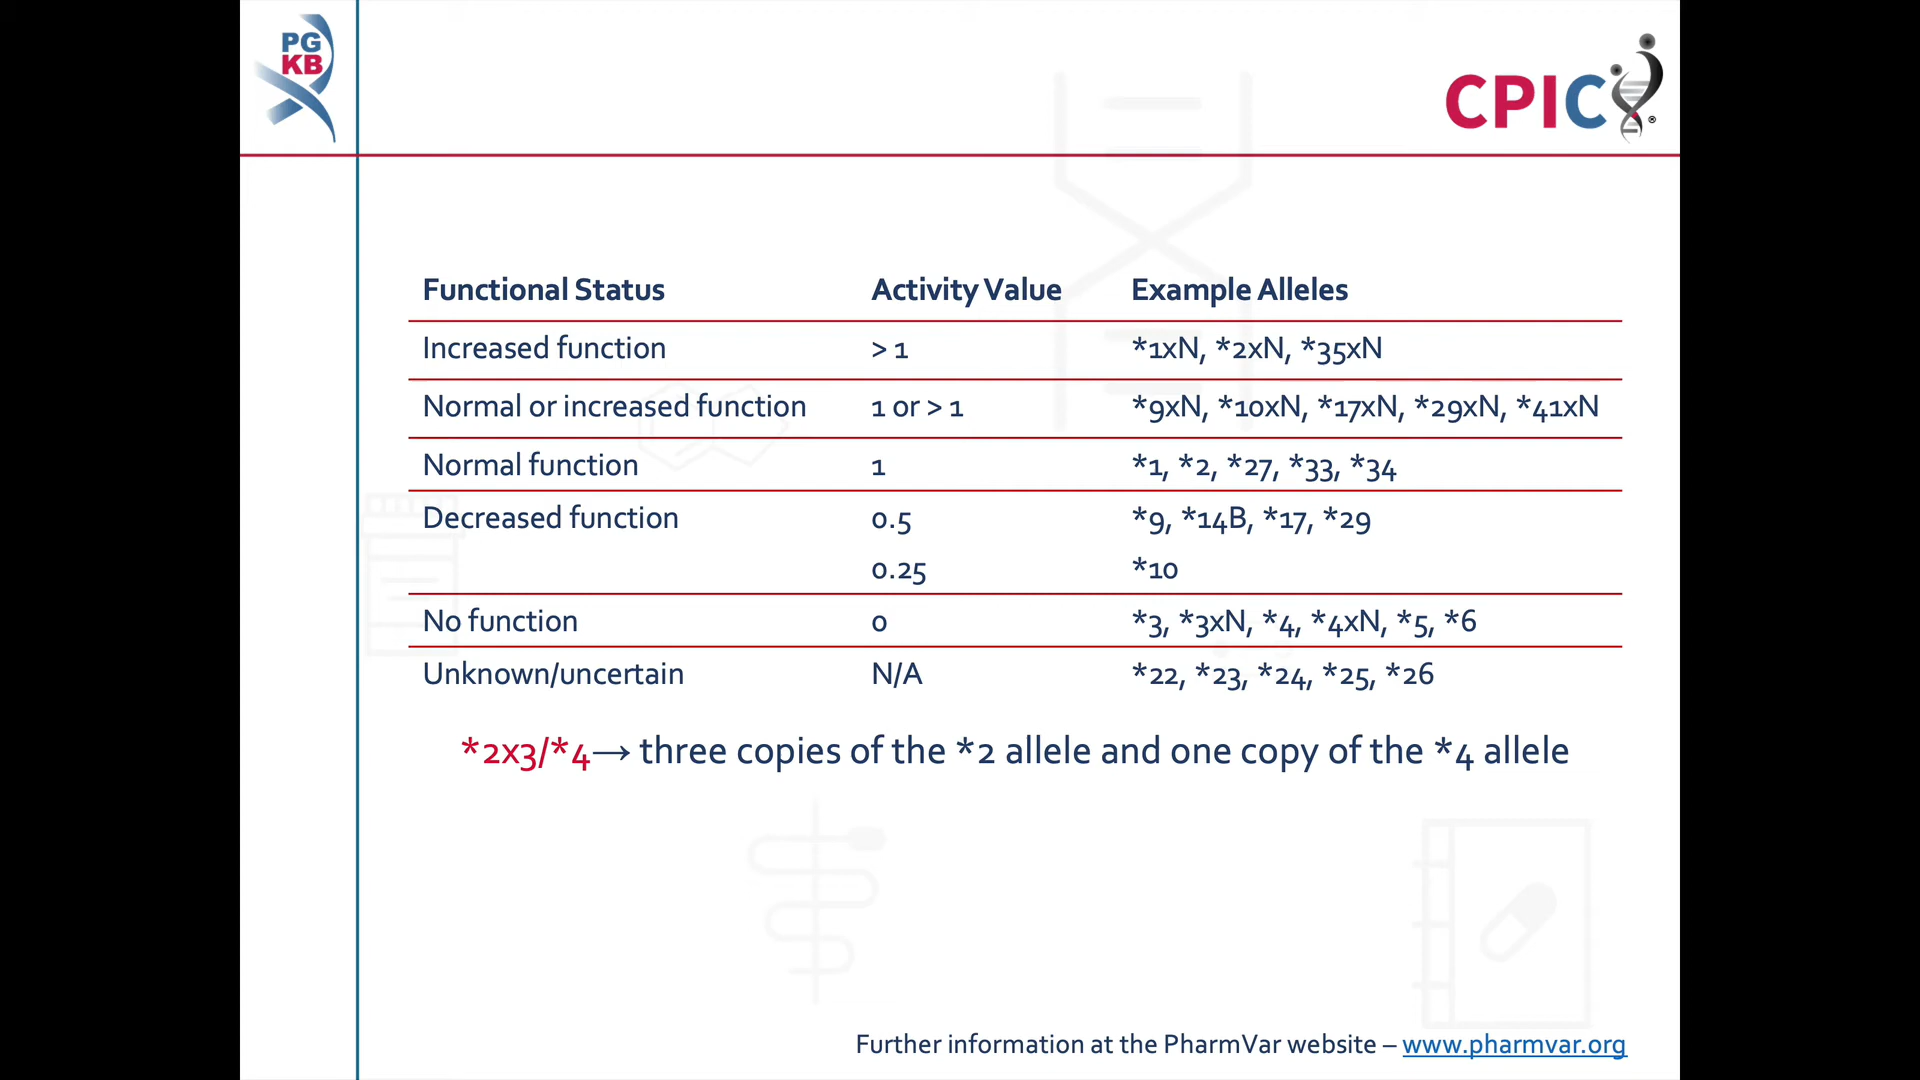 PG
KB
CPIC®
Functional Status Activity Value Example Alleles
Increased function > 1 *1xN, *2xN, *35xN
Normal or increased function 1 or > 1 *9xN, *10xN, *17xN, *29xN, *41xN
Normal function 1 *1, *2, *27, *33, *34
Decreased function 0.5 *9, *14B, *17, *29
0.25 *10
No function 0 *3, *3xN, *4, *4xN, *5, *6
Unknown/uncertain N/A *22, *23, *24, *25, *26
*2x3/*4→ three copies of the *2 allele and one copy of the *4 allele
Further information at the PharmVar website – www.pharmvar.org